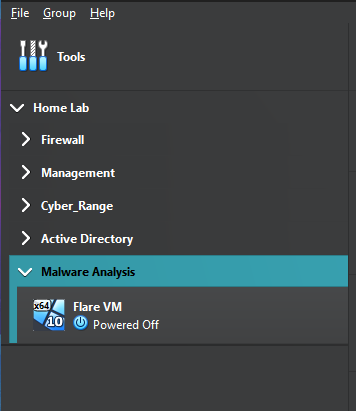 File Group Help
Tools
Home Lab
Firewall
Management
Cyber_Range
Active Directory
Malware Analysis
x64
10
Flare VM
Powered Off